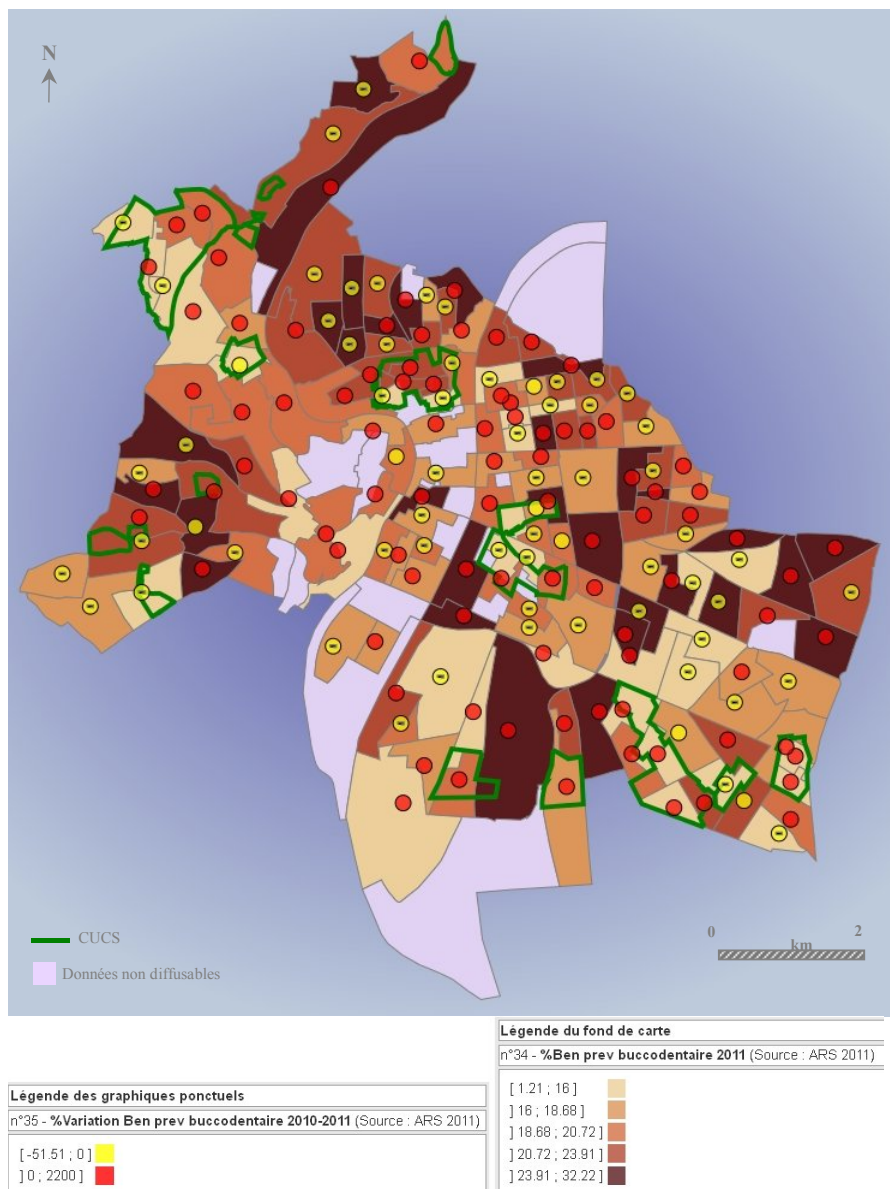 N
CUCS
Données non diffusables
0 2
km
Légende du fond de carte
n°34 - %Ben prev buccodentaire 2011 (Source : ARS 2011)
[ 1.21 ; 16 ]
] 16 ; 18.68 ]
] 18.68 ; 20.72 ]
] 20.72 ; 23.91 ]
] 23.91 ; 32.22 ]
Légende des graphiques ponctuels
n°35 - %Variation Ben prev buccodentaire 2010-2011 (Source : ARS 2011)
[ -51.51 ; 0 ]
] 0 ; 2200 ]